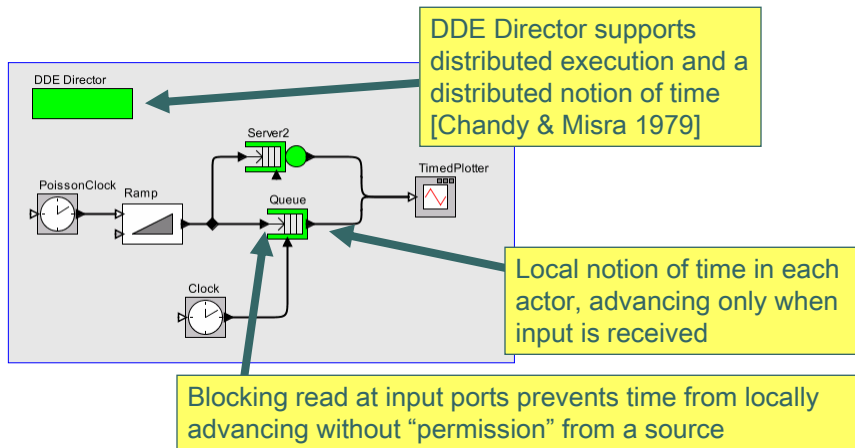 DDE Director supports
distributed execution and a
distributed notion of time
[Chandy & Misra 1979]
DDE Director
Server2
TimedPlotter
PoissonClock
Ramp
Queue
Clock
Local notion of time in each
actor, advancing only when
input is received
Blocking read at input ports prevents time from locally
advancing without “permission” from a source